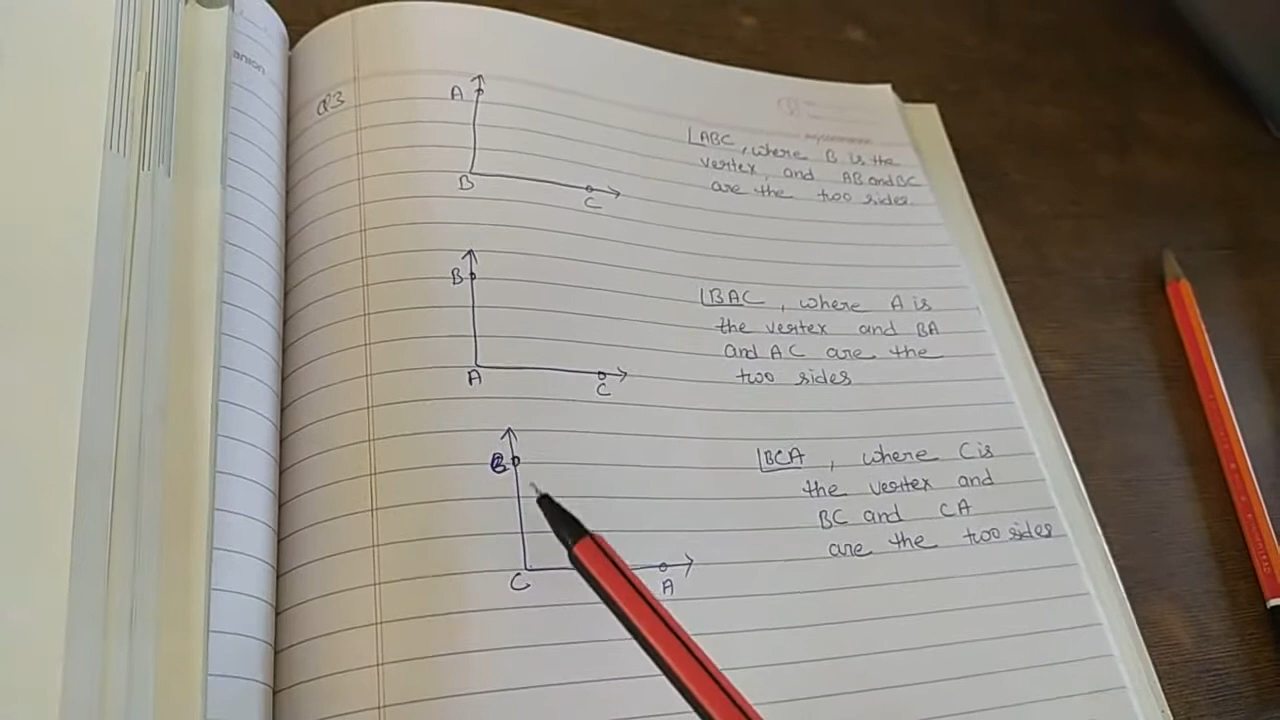 anion
Q3
A
B
C
∠ABC, where B is the
vertex, and AB and BC
are the two sides
B
A
C
∠BAC, where A is
the vertex and BA
and AC are the
two sides
B
C
A
∠BCA, where C is
the vertex and
BC and CA
are the two sides